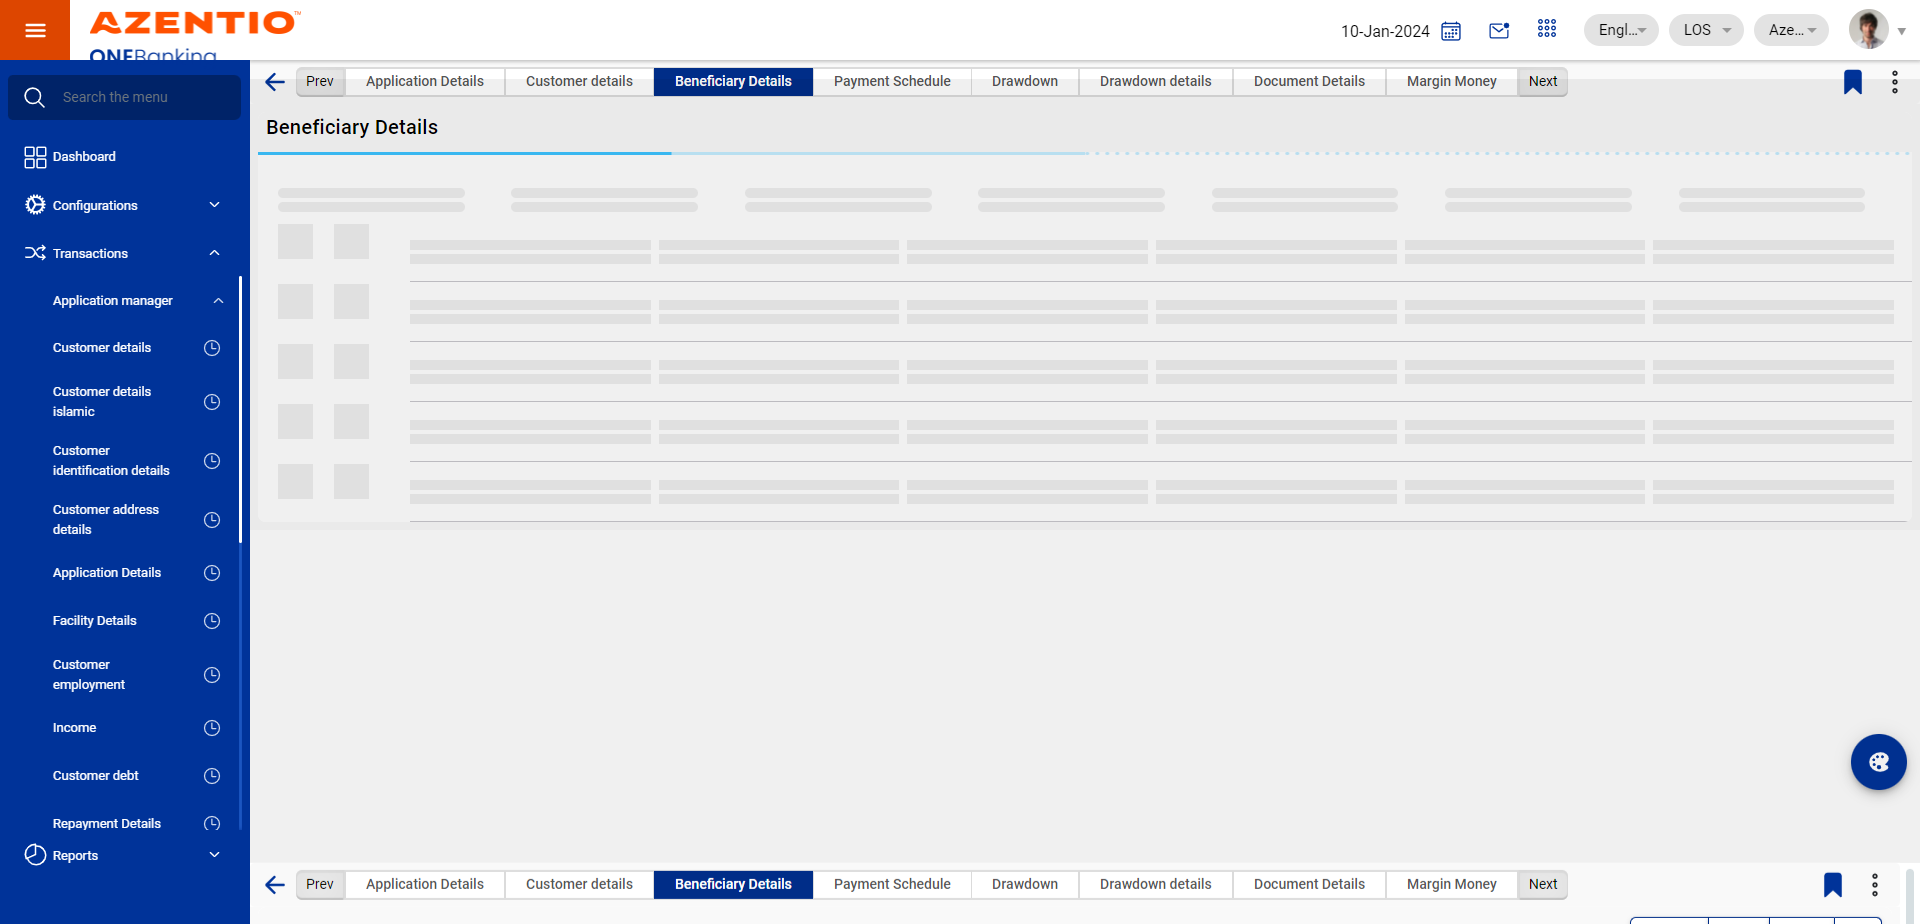 AZENTIO™
ONEBanking
10-Jan-2024
Engl...
LOS
Aze...
Search the menu
Dashboard
Configurations
Transactions
Application manager
Customer details
Customer details
islamic
Customer
identification details
Customer address
details
Application Details
Facility Details
Customer
employment
Income
Customer debt
Repayment Details
Reports
Prev Application Details Customer details Beneficiary Details Payment Schedule Drawdown Drawdown details Document Details Margin Money Next
Beneficiary Details
Prev Application Details Customer details Beneficiary Details Payment Schedule Drawdown Drawdown details Document Details Margin Money Next